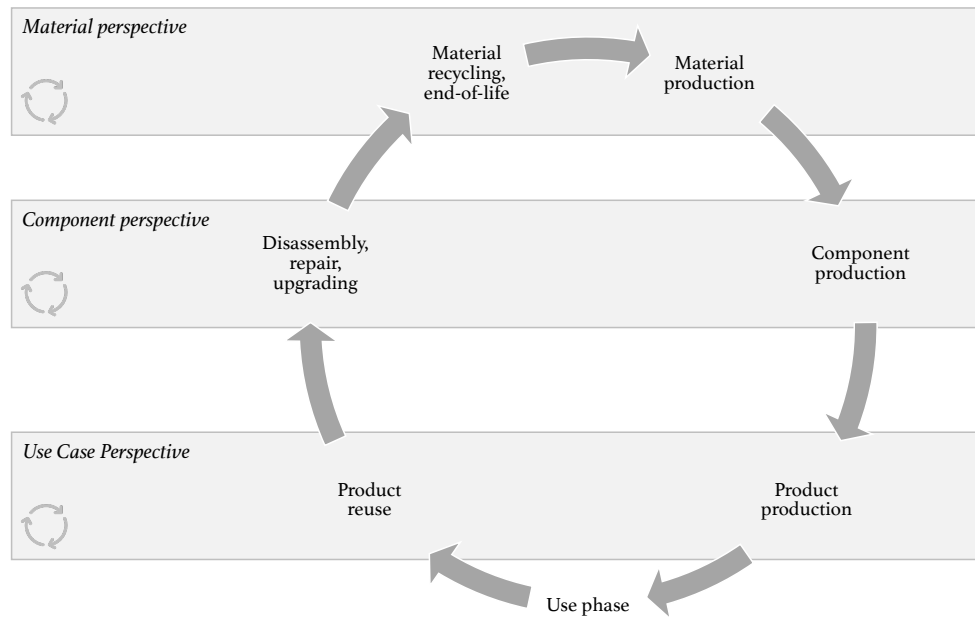 Material perspective
Material
recycling,
end-of-life
Material
production
Component perspective
Disassembly,
repair,
upgrading
Component
production
Use Case Perspective
Product
reuse
Product
production
Use phase